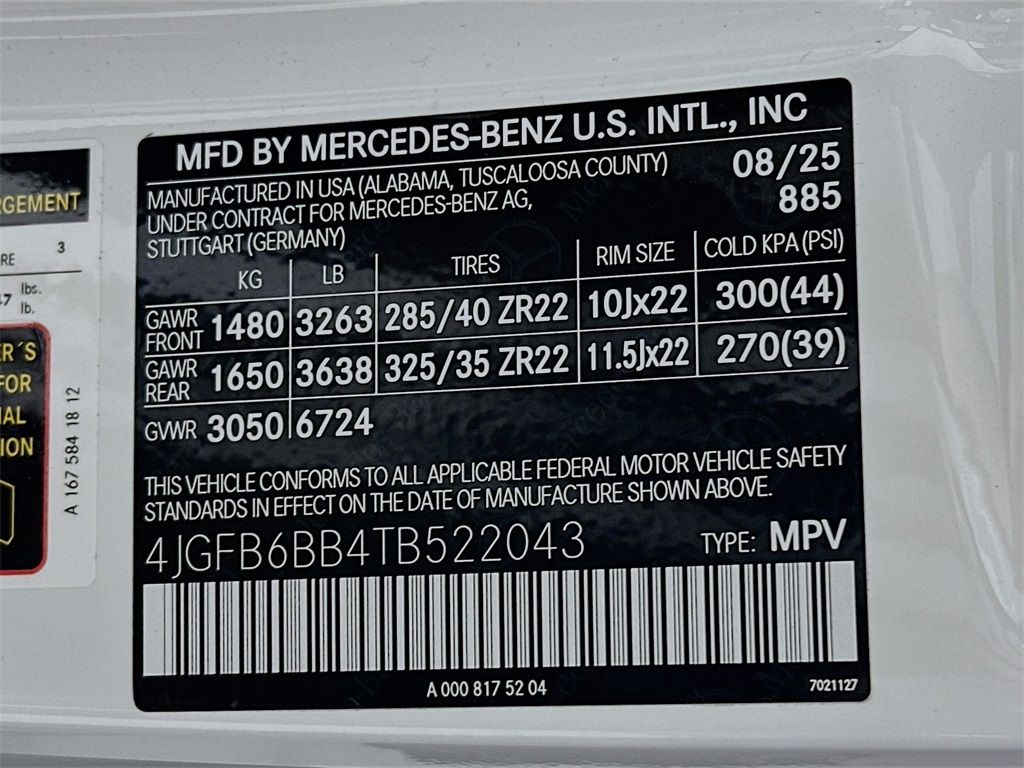 MFD BY MERCEDES-BENZ U.S. INTL., INC
MANUFACTURED IN USA (ALABAMA, TUSCALOOSA COUNTY) 08/25
UNDER CONTRACT FOR MERCEDES-BENZ AG, 885
STUTTGART (GERMANY)
KG LB TIRES RIM SIZE COLD KPA (PSI)
GAWR FRONT 1480 3263 285/40 ZR22 10Jx22 300(44)
GAWR REAR 1650 3638 325/35 ZR22 11.5Jx22 270(39)
GVWR 3050 6724
THIS VEHICLE CONFORMS TO ALL APPLICABLE FEDERAL MOTOR VEHICLE SAFETY
STANDARDS IN EFFECT ON THE DATE OF MANUFACTURE SHOWN ABOVE.
4JGFB6BB4TB522043 TYPE: MPV
A 000 817 52 04 7021127
3
lbs.
lb.
FOR
A 167 584 18 12